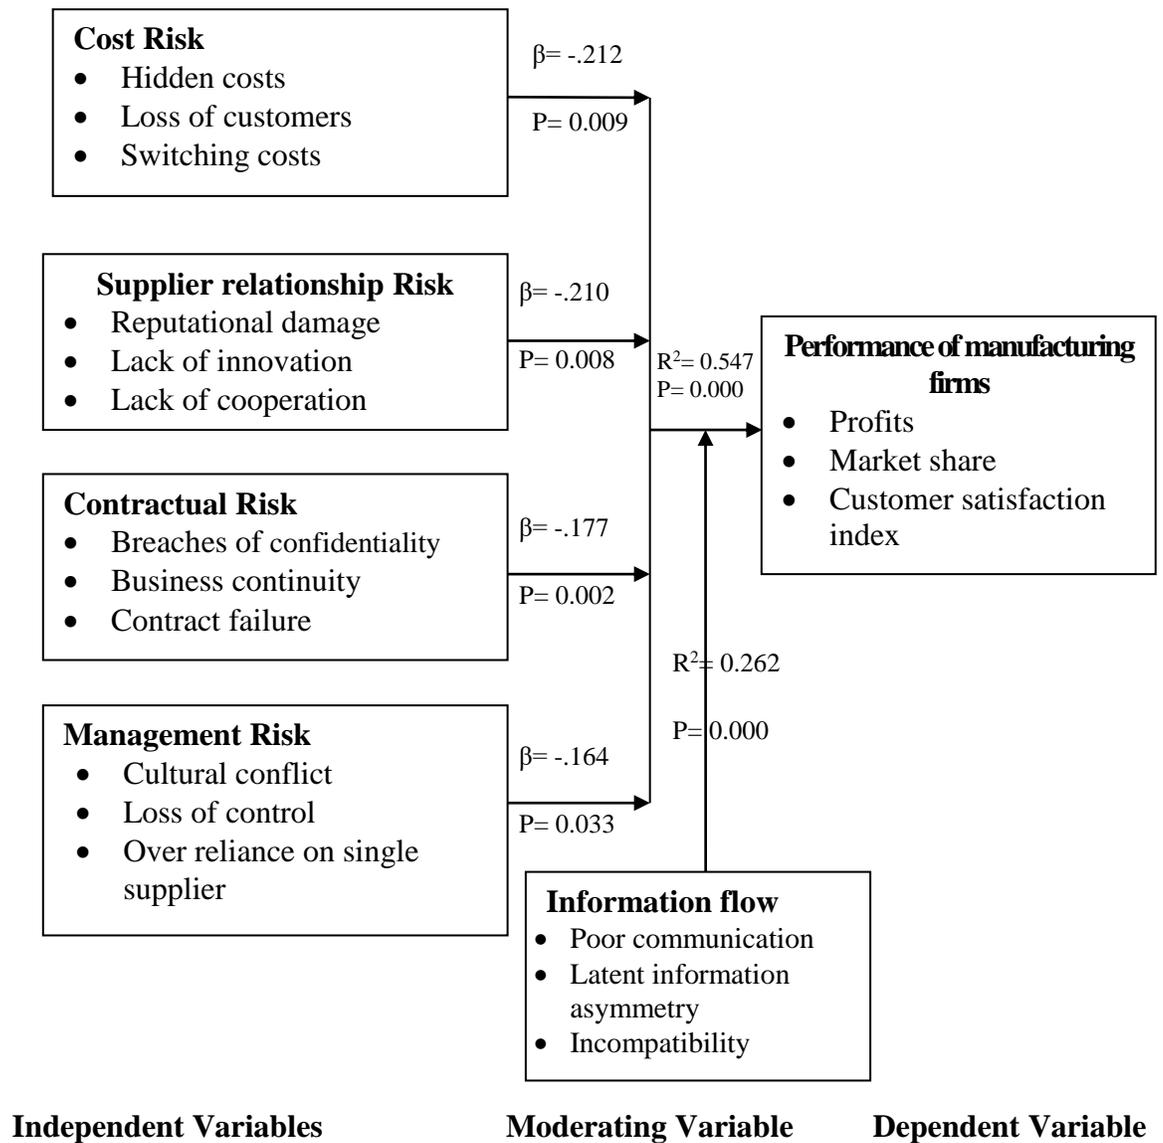 Cost Risk
• Hidden costs
• Loss of customers
• Switching costs
β= -.212
P= 0.009
Supplier relationship Risk
• Reputational damage
• Lack of innovation
• Lack of cooperation
β= -.210
P= 0.008
Contractual Risk
• Breaches of confidentiality
• Business continuity
• Contract failure
β= -.177
P= 0.002
Management Risk
• Cultural conflict
• Loss of control
• Over reliance on single
supplier
β= -.164
P= 0.033
R²= 0.547
P= 0.000
Performance of manufacturing
firms
• Profits
• Market share
• Customer satisfaction
index
R²= 0.262
P= 0.000
Information flow
• Poor communication
• Latent information
asymmetry
• Incompatibility
Independent Variables
Moderating Variable
Dependent Variable